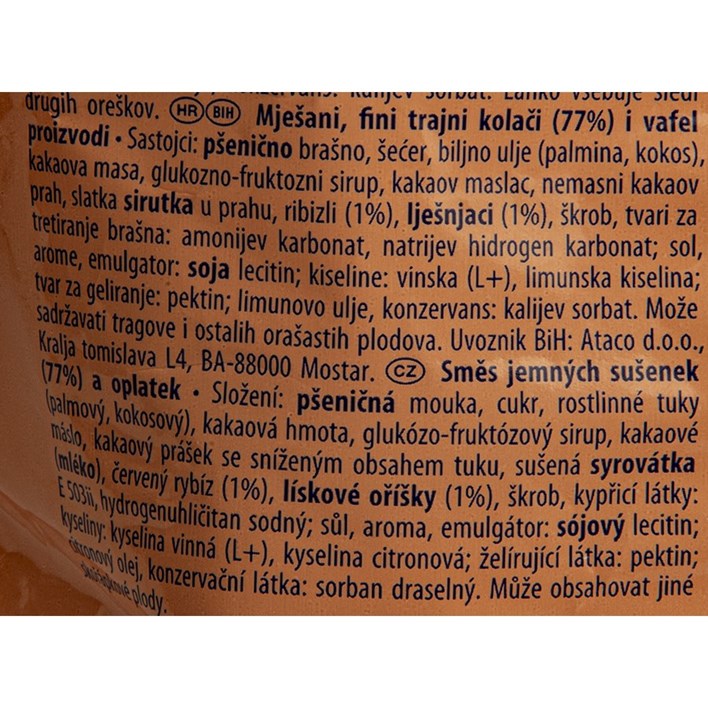 konzervans: kalijev sorbat. Lahko vsebuje sledi
drugih oreškov. HR BIH Mješani, fini trajni kolači (77%) i vafel
proizvodi • Sastojci: pšenično brašno, šećer, biljno ulje (palmina, kokos),
kakaova masa, glukozno-fruktozni sirup, kakaov maslac, nemasni kakaov
prah, slatka sirutka u prahu, ribizli (1%), lješnjaci (1%), škrob, tvari za
tretiranje brašna: amonijev karbonat, natrijev hidrogen karbonat; sol,
arome, emulgator: soja lecitin; kiseline: vinska (L+), limunska kiselina;
tvar za geliranje: pektin; limunovo ulje, konzervans: kalijev sorbat. Može
sadržavati tragove i ostalih orašastih plodova. Uvoznik BiH: Ataco d.o.o.,
Kralja tomislava L4, BA-88000 Mostar. CZ Směs jemných sušenek
(77%) a oplatek • Složení: pšeničná mouka, cukr, rostlinné tuky
(palmový, kokosový), kakaová hmota, glukózo-fruktózový sirup, kakaové
máslo, kakaový prášek se sníženým obsahem tuku, sušená syrovátka
(mléko), červený rybíz (1%), lískové oříšky (1%), škrob, kypřicí látky:
E 503ii, hydrogenuhličitan sodný; sůl, aroma, emulgátor: sójový lecitin;
kyseliny: kyselina vinná (L+), kyselina citronová; želírující látka: pektin;
citronový olej, konzervační látka: sorban draselný. Může obsahovat jiné
skořápkové plody.